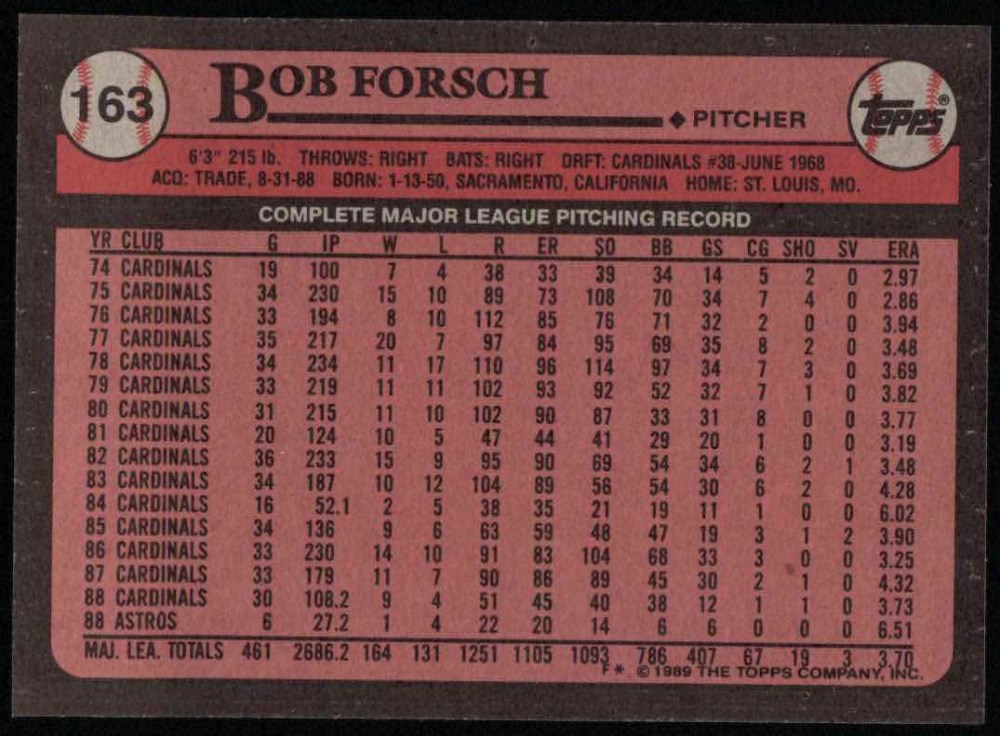 163
BOB FORSCH
◆ PITCHER
TOPPS®
6'3" 215 lb. THROWS: RIGHT BATS: RIGHT DRFT: CARDINALS #38-JUNE 1968
ACQ: TRADE, 8-31-88 BORN: 1-13-50, SACRAMENTO, CALIFORNIA HOME: ST. LOUIS, MO.
COMPLETE MAJOR LEAGUE PITCHING RECORD
YR CLUB G IP W L R ER SO BB GS CG SHO SV ERA
74 CARDINALS 19 100 7 4 38 33 39 34 14 5 2 0 2.97
75 CARDINALS 34 230 15 10 89 73 108 70 34 7 4 0 2.86
76 CARDINALS 33 194 8 10 112 85 76 71 32 2 0 0 3.94
77 CARDINALS 35 217 20 7 97 84 95 69 35 8 2 0 3.48
78 CARDINALS 34 234 11 17 110 96 114 97 34 7 3 0 3.69
79 CARDINALS 33 219 11 11 102 93 92 52 32 7 1 0 3.82
80 CARDINALS 31 215 11 10 102 90 87 33 31 8 0 0 3.77
81 CARDINALS 20 124 10 5 47 44 41 29 20 1 0 0 3.19
82 CARDINALS 36 233 15 9 95 90 69 54 34 6 2 1 3.48
83 CARDINALS 34 187 10 12 104 89 56 54 30 6 2 0 4.28
84 CARDINALS 16 52.1 2 5 38 35 21 19 11 1 0 0 6.02
85 CARDINALS 34 136 9 6 63 59 48 47 19 3 1 2 3.90
86 CARDINALS 33 230 14 10 91 83 104 68 33 3 0 0 3.25
87 CARDINALS 33 179 11 7 90 86 89 45 30 2 1 0 4.32
88 CARDINALS 30 108.2 9 4 51 45 40 38 12 1 1 0 3.73
88 ASTROS 6 27.2 1 4 22 20 14 6 6 0 0 0 6.51
MAJ. LEA. TOTALS 461 2686.2 164 131 1251 1105 1093 786 407 67 19 3 3.70
F* © 1989 THE TOPPS COMPANY, INC.